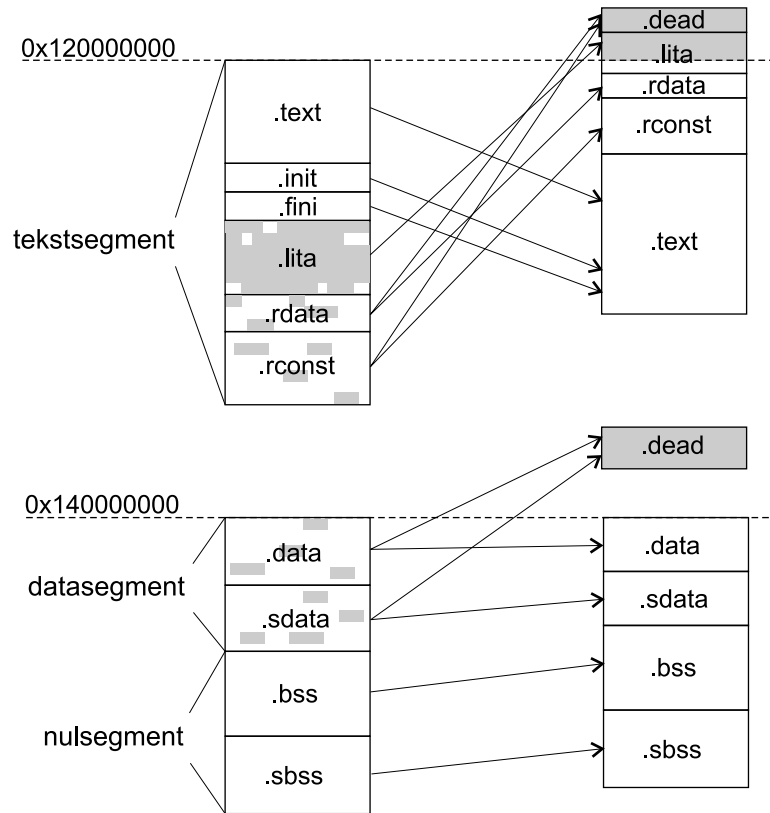 0x120000000
tekstsegment
.text
.init
.fini
.lita
.rdata
.rconst
.dead
.lita
.rdata
.rconst
.text
.dead
0x140000000
datasegment
nulsegment
.data
.sdata
.bss
.sbss
.data
.sdata
.bss
.sbss